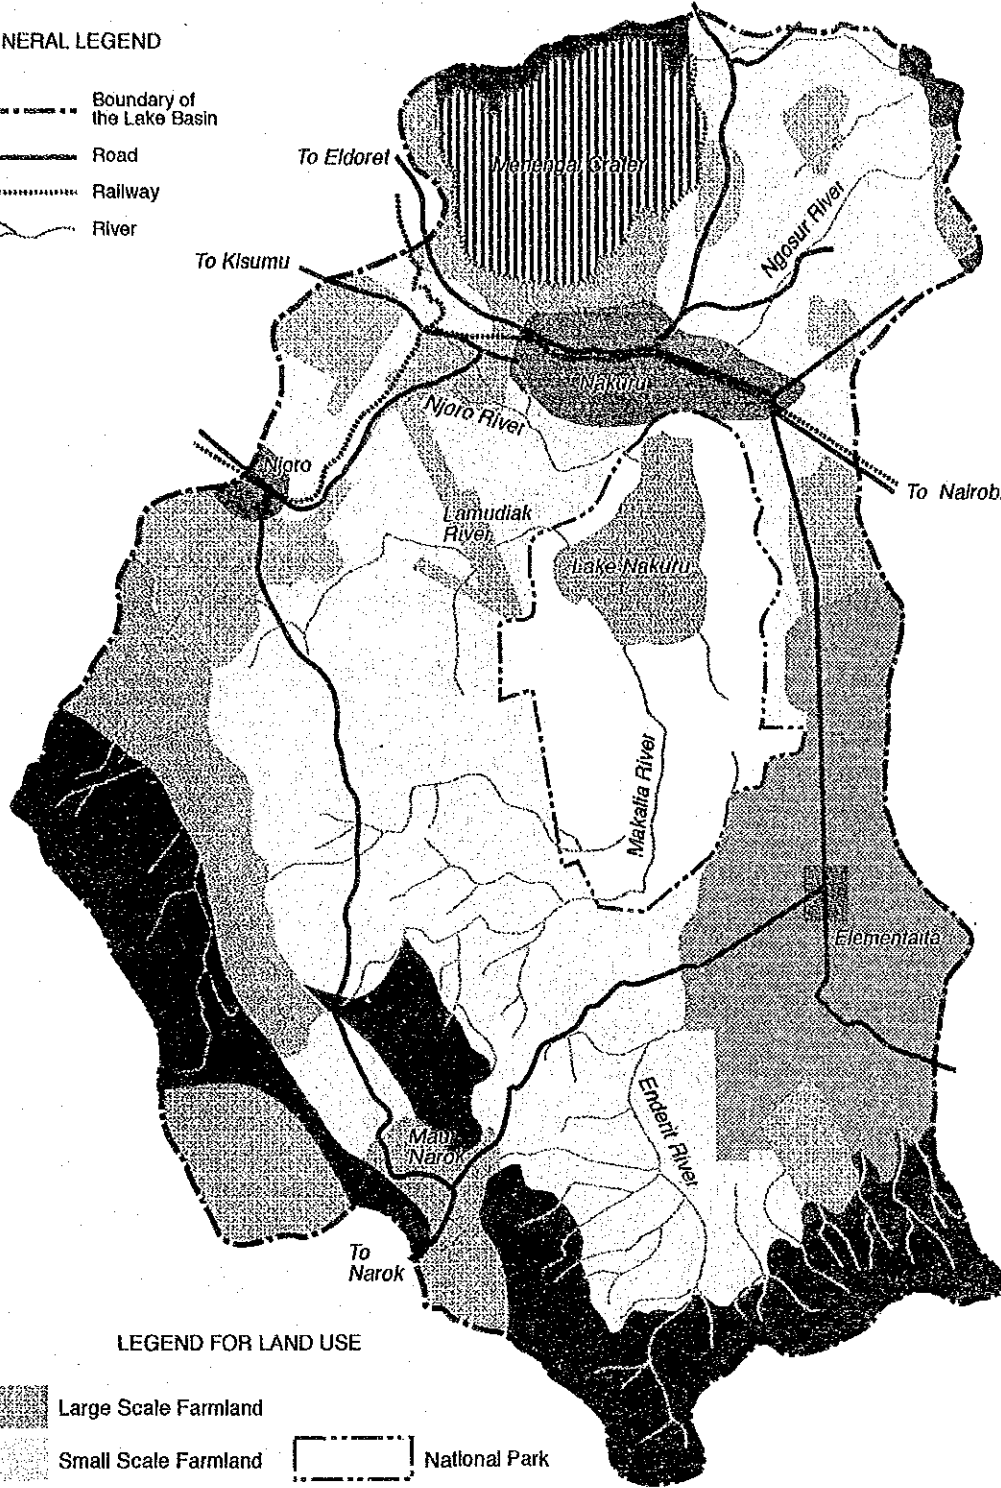 NERAL LEGEND
Boundary of
the Lake Basin
Road
Railway
River
To Eldoret
Menengai Crater
Ngosur River
To Kisumu
Nakuru
Njoro River
Njoro
To Nairob
Lamudiak
River
Lake Nakuru
Makalia River
Elementaita
Enderit River
Mau
Narok
To
Narok
LEGEND FOR LAND USE
Large Scale Farmland
Small Scale Farmland
National Park